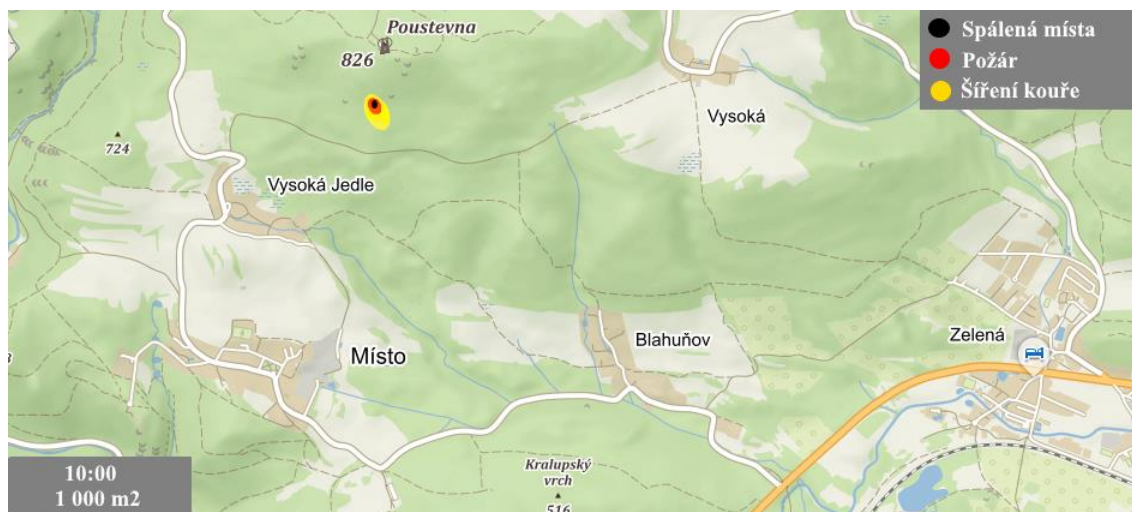 Poustevna
826
Spálená místa
Požár
Šíření kouře
Vysoká
724
Vysoká Jedle
Místo
Blahuňov
Zelená
10:00
1 000 m2
Kralupský
vrch
516